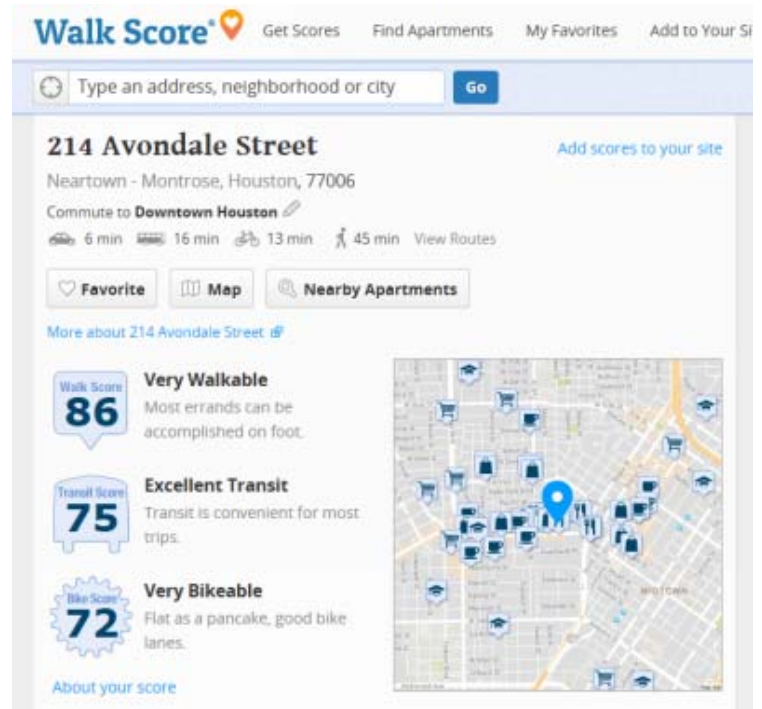 Walk Score® Get Scores Find Apartments My Favorites Add to Your Si
Type an address, neighborhood or city Go
214 Avondale Street
Add scores to your site
Neartown - Montrose, Houston, 77006
Commute to Downtown Houston
6 min 16 min 13 min 45 min View Routes
Favorite Map Nearby Apartments
More about 214 Avondale Street
Walk Score
86
Very Walkable
Most errands can be
accomplished on foot.
Transit Score
75
Excellent Transit
Transit is convenient for most
trips.
Bike Score
72
Very Bikeable
Flat as a pancake, good bike
lanes.
About your score
MIDTOWN